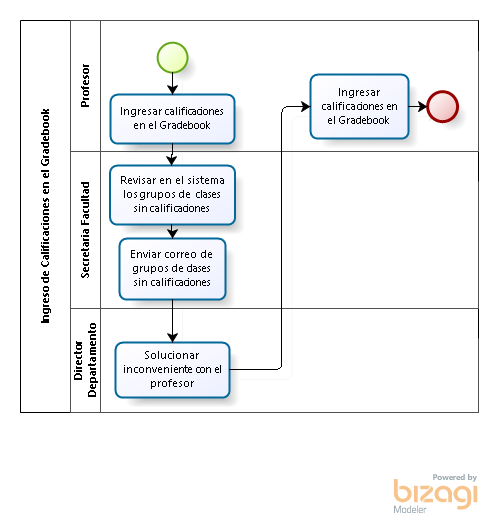 Ingreso de Calificaciones en el Gradebook
Profesor
Ingresar calificaciones
en el Gradebook
Ingresar
calificaciones en
el Gradebook
Secretaria Facultad
Revisar en el sistema
los grupos de clases
sin calificaciones
Enviar correo de
grupos de clases
sin calificaciones
Director
Departamento
Solucionar
inconveniente con el
profesor
Powered by
bizagi
Modeler